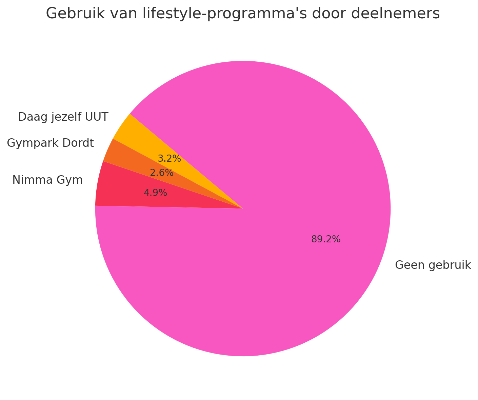 Gebruik van lifestyle-programma's door deelnemers
Daag jezelf UUT
3.2%
Gympark Dordt
2.6%
Nimma Gym
4.9%
89.2%
Geen gebruik